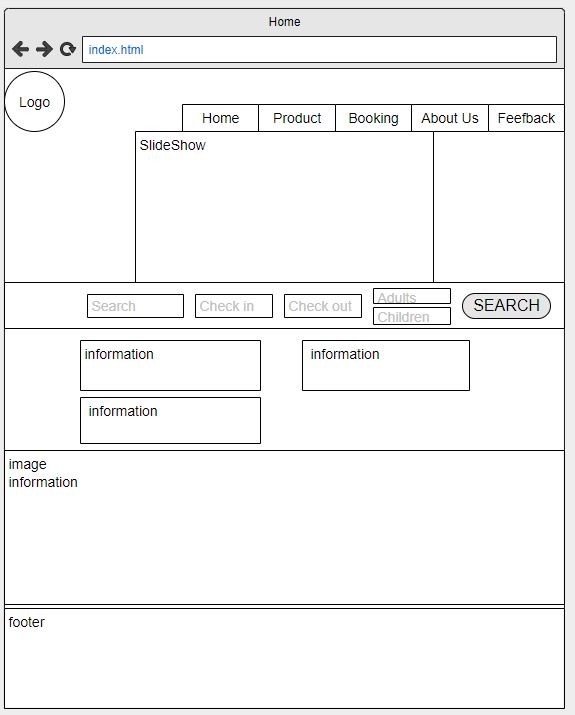 Home
index.html
Logo
Home Product Booking About Us Feefback
SlideShow
Search Check in Check out Adults SEARCH
Children
information information
information
image
information
footer